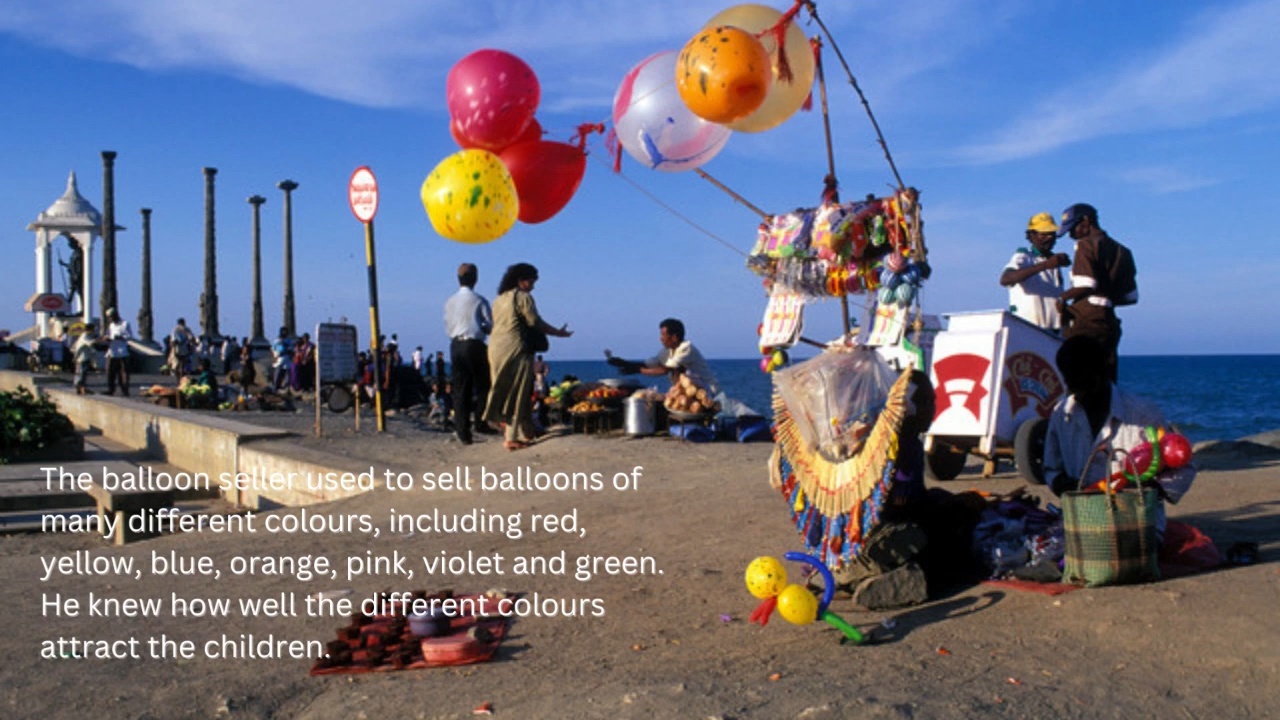 The balloon seller used to sell balloons of
many different colours, including red,
yellow, blue, orange, pink, violet and green.
He knew how well the different colours
attract the children.